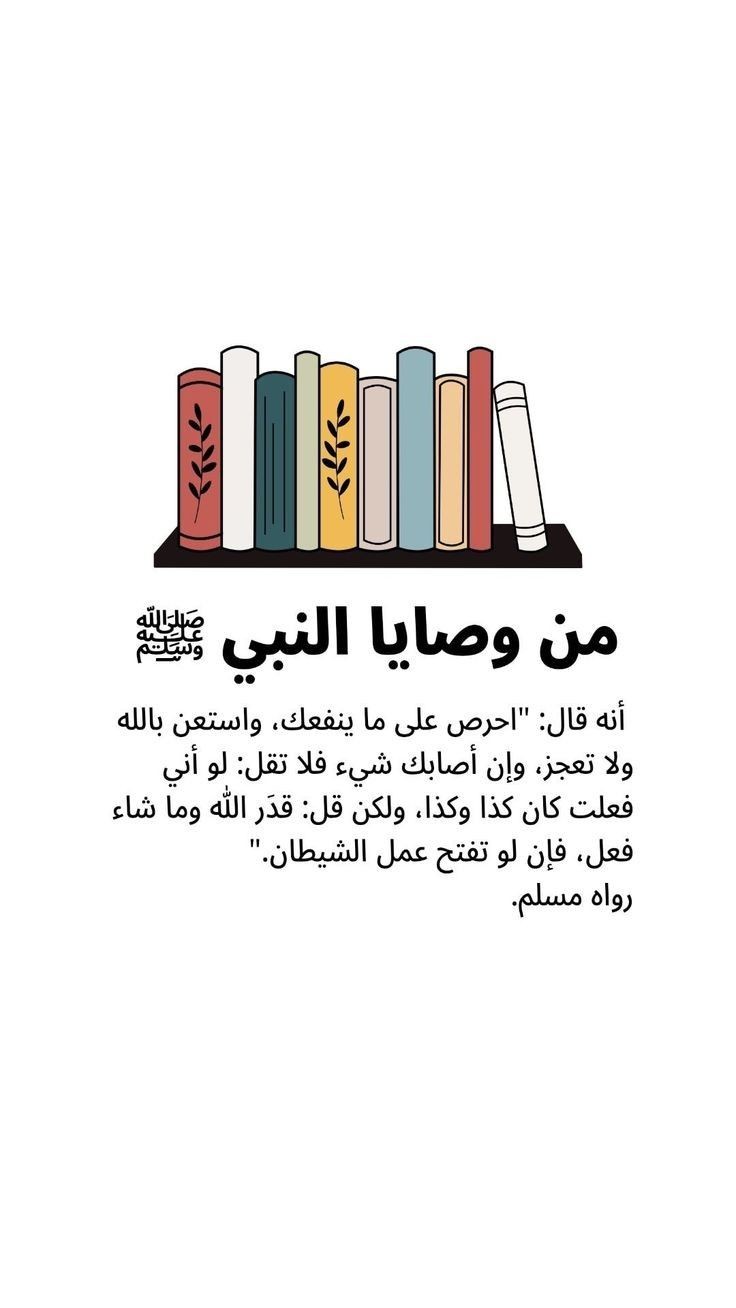 من وصايا النبي ﷺ
أنه قال: "احرص على ما ينفعك، واستعن بالله
ولا تعجز، وإن أصابك شيء فلا تقل: لو أني
فعلت كان كذا وكذا، ولكن قل: قدَر الله وما شاء
فعل، فإن لو تفتح عمل الشيطان."
رواه مسلم.